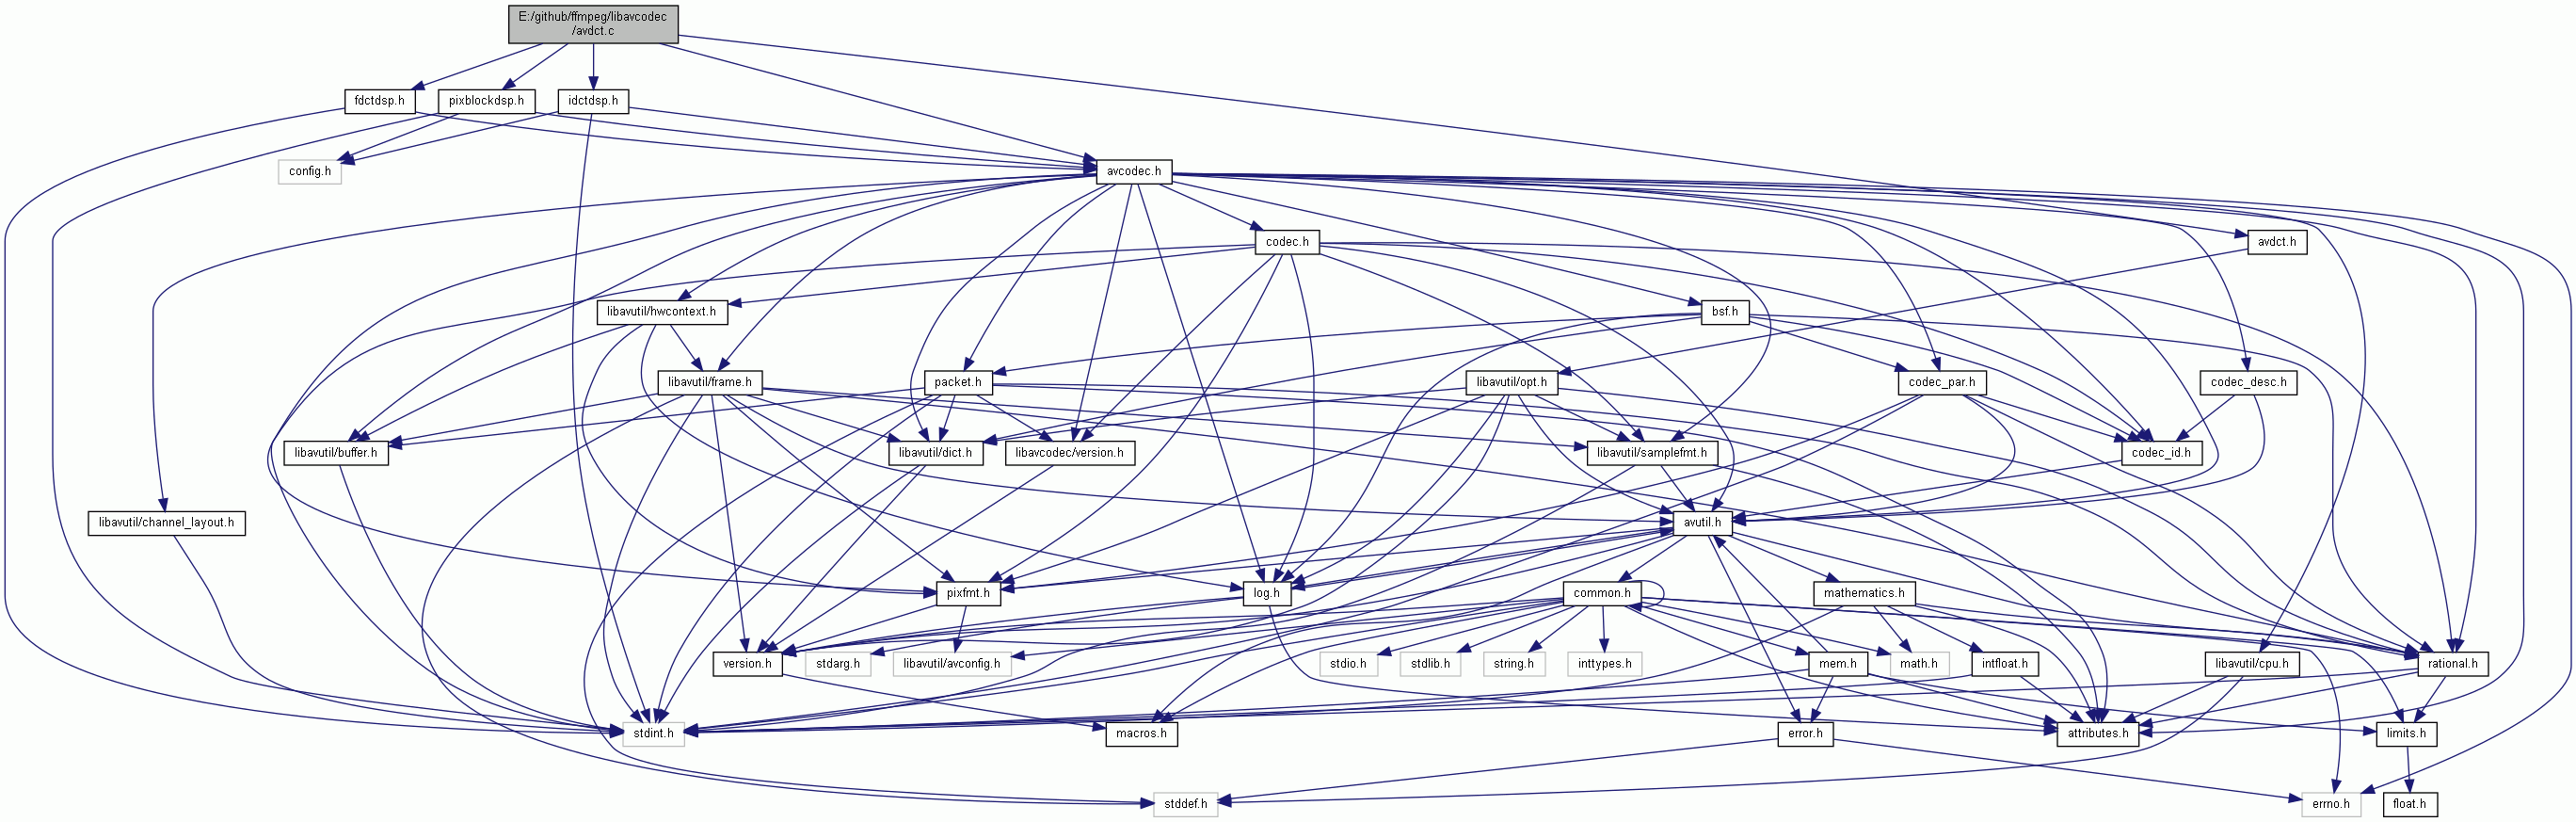 E:/github/ffmpeg/libavcodec
/avdct.c
fdctdsp.h
pixblockdsp.h
idctdsp.h
config.h
avcodec.h
codec.h
avdct.h
libavutil/hwcontext.h
bsf.h
libavutil/frame.h
packet.h
libavutil/opt.h
codec_par.h
codec_desc.h
libavutil/buffer.h
libavutil/dict.h
libavcodec/version.h
libavutil/samplefmt.h
codec_id.h
libavutil/channel_layout.h
avutil.h
pixfmt.h
log.h
common.h
mathematics.h
version.h
stdarg.h
libavutil/avconfig.h
stdio.h
stdlib.h
string.h
inttypes.h
mem.h
math.h
intfloat.h
libavutil/cpu.h
rational.h
stdint.h
macros.h
error.h
attributes.h
limits.h
stddef.h
errno.h
float.h